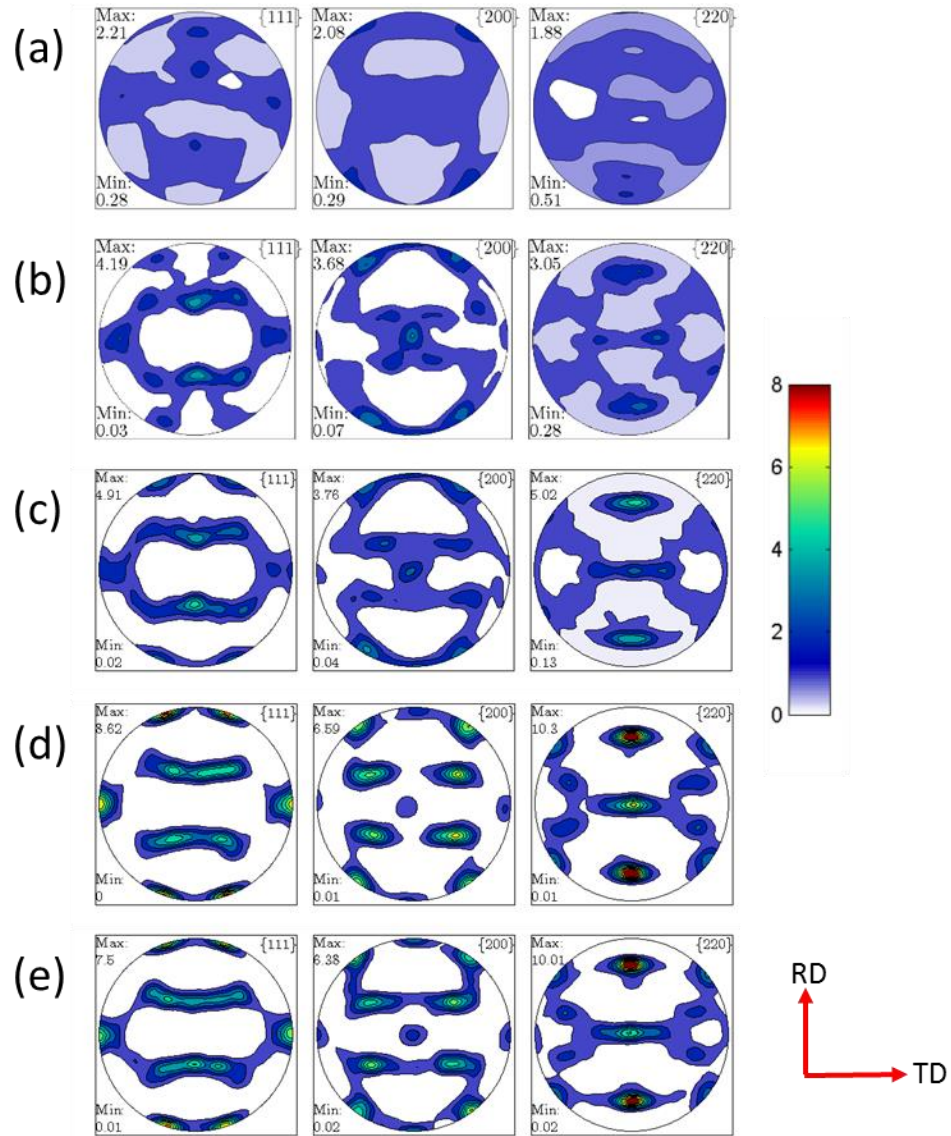 (a)
Max:
2.21
{111}
Min:
0.28
Max:
2.08
{200}
Min:
0.29
Max:
1.88
{220}
Min:
0.51
(b)
Max:
4.19
{111}
Min:
0.03
Max:
3.68
{200}
Min:
0.07
Max:
3.05
{220}
Min:
0.28
(c)
Max:
4.91
{111}
Min:
0.02
Max:
3.76
{200}
Min:
0.04
Max:
5.02
{220}
Min:
0.13
(d)
Max:
8.62
{111}
Min:
0
Max:
6.59
{200}
Min:
0.01
Max:
10.3
{220}
Min:
0.01
(e)
Max:
7.5
{111}
Min:
0.01
Max:
6.38
{200}
Min:
0.02
Max:
10.01
{220}
Min:
0.02
8
6
4
2
0
RD
TD